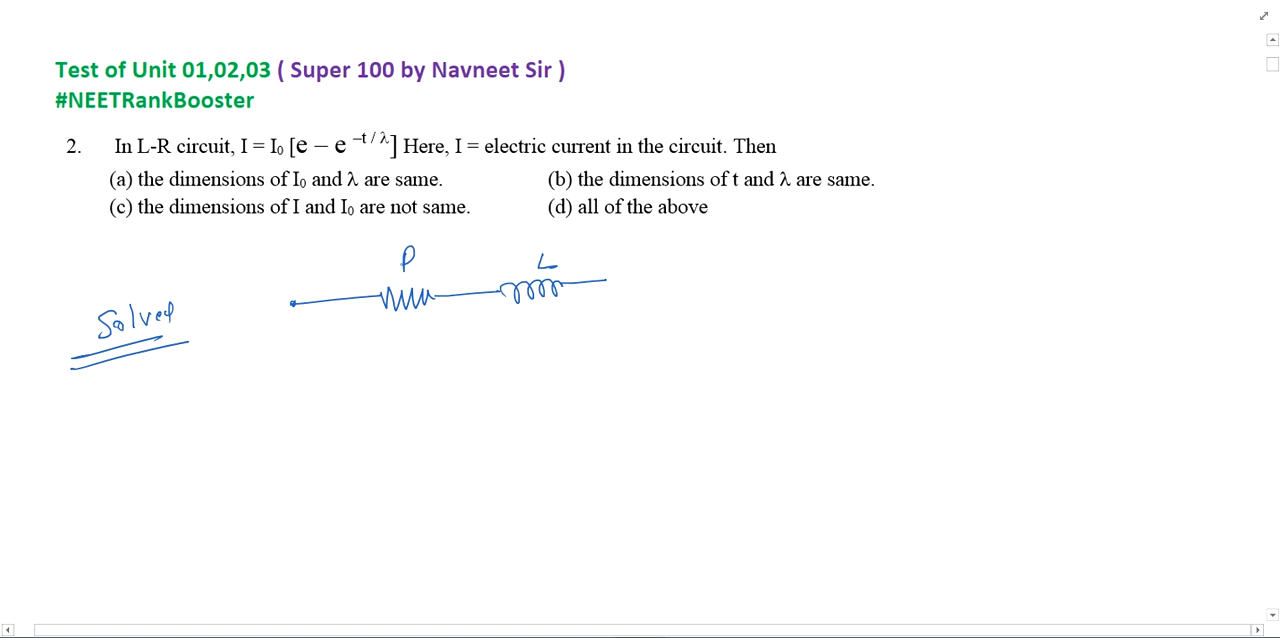 Test of Unit 01,02,03 ( Super 100 by Navneet Sir )
#NEETRankBooster
2. In L-R circuit, I = I₀ [e – e ⁻ᵗ / ᵏ] Here, I = electric current in the circuit. Then
(a) the dimensions of I₀ and λ are same. (b) the dimensions of t and λ are same.
(c) the dimensions of I and I₀ are not same. (d) all of the above
P L
Solved